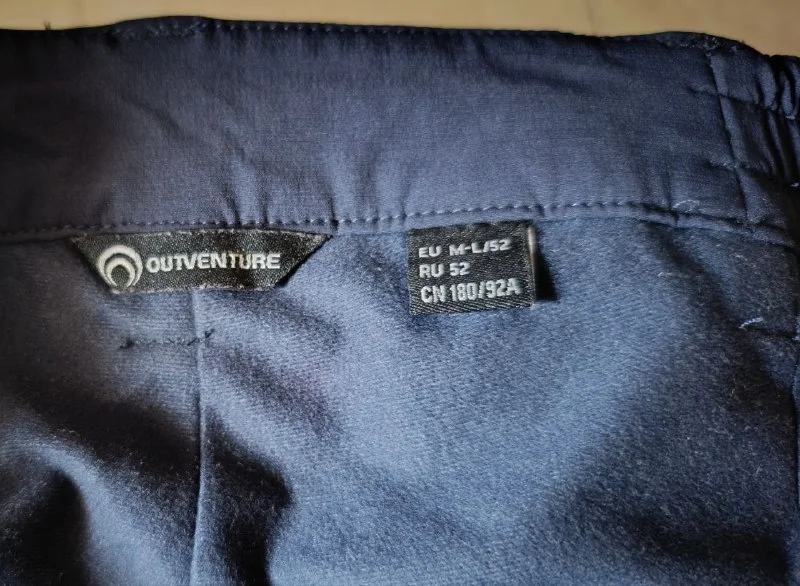 OUTVENTURE
EU M-L/52
RU 52
CN 180/92A